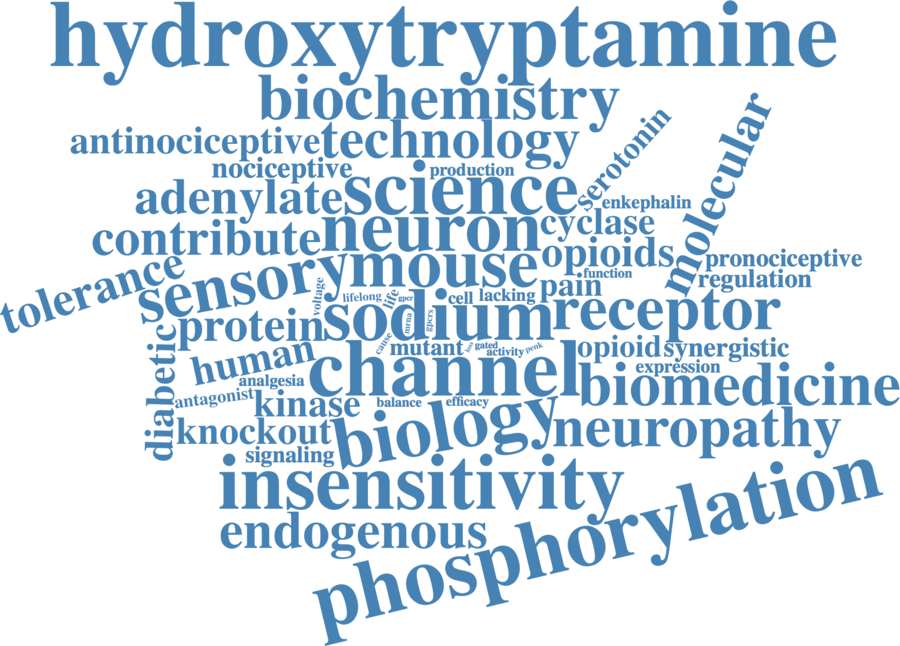 hydroxytryptamine
biochemistry
antinociceptive technology
nociceptive production serotonin molecular
adenylate science enkephalin
contribute neuron cyclase
sensory mouse opioids pronociceptive
tolerance function regulation
voltage lifelong life gpcr cell lacking pain
protein sodium receptor
cause mrna gpcrs
diabetic human mutant loss gated activity penk opioid synergistic
analgesia channel expression biomedicine
antagonist kinase balance efficacy
knockout biology neuropathy
signaling
insensitivity
endogenous phosphorylation